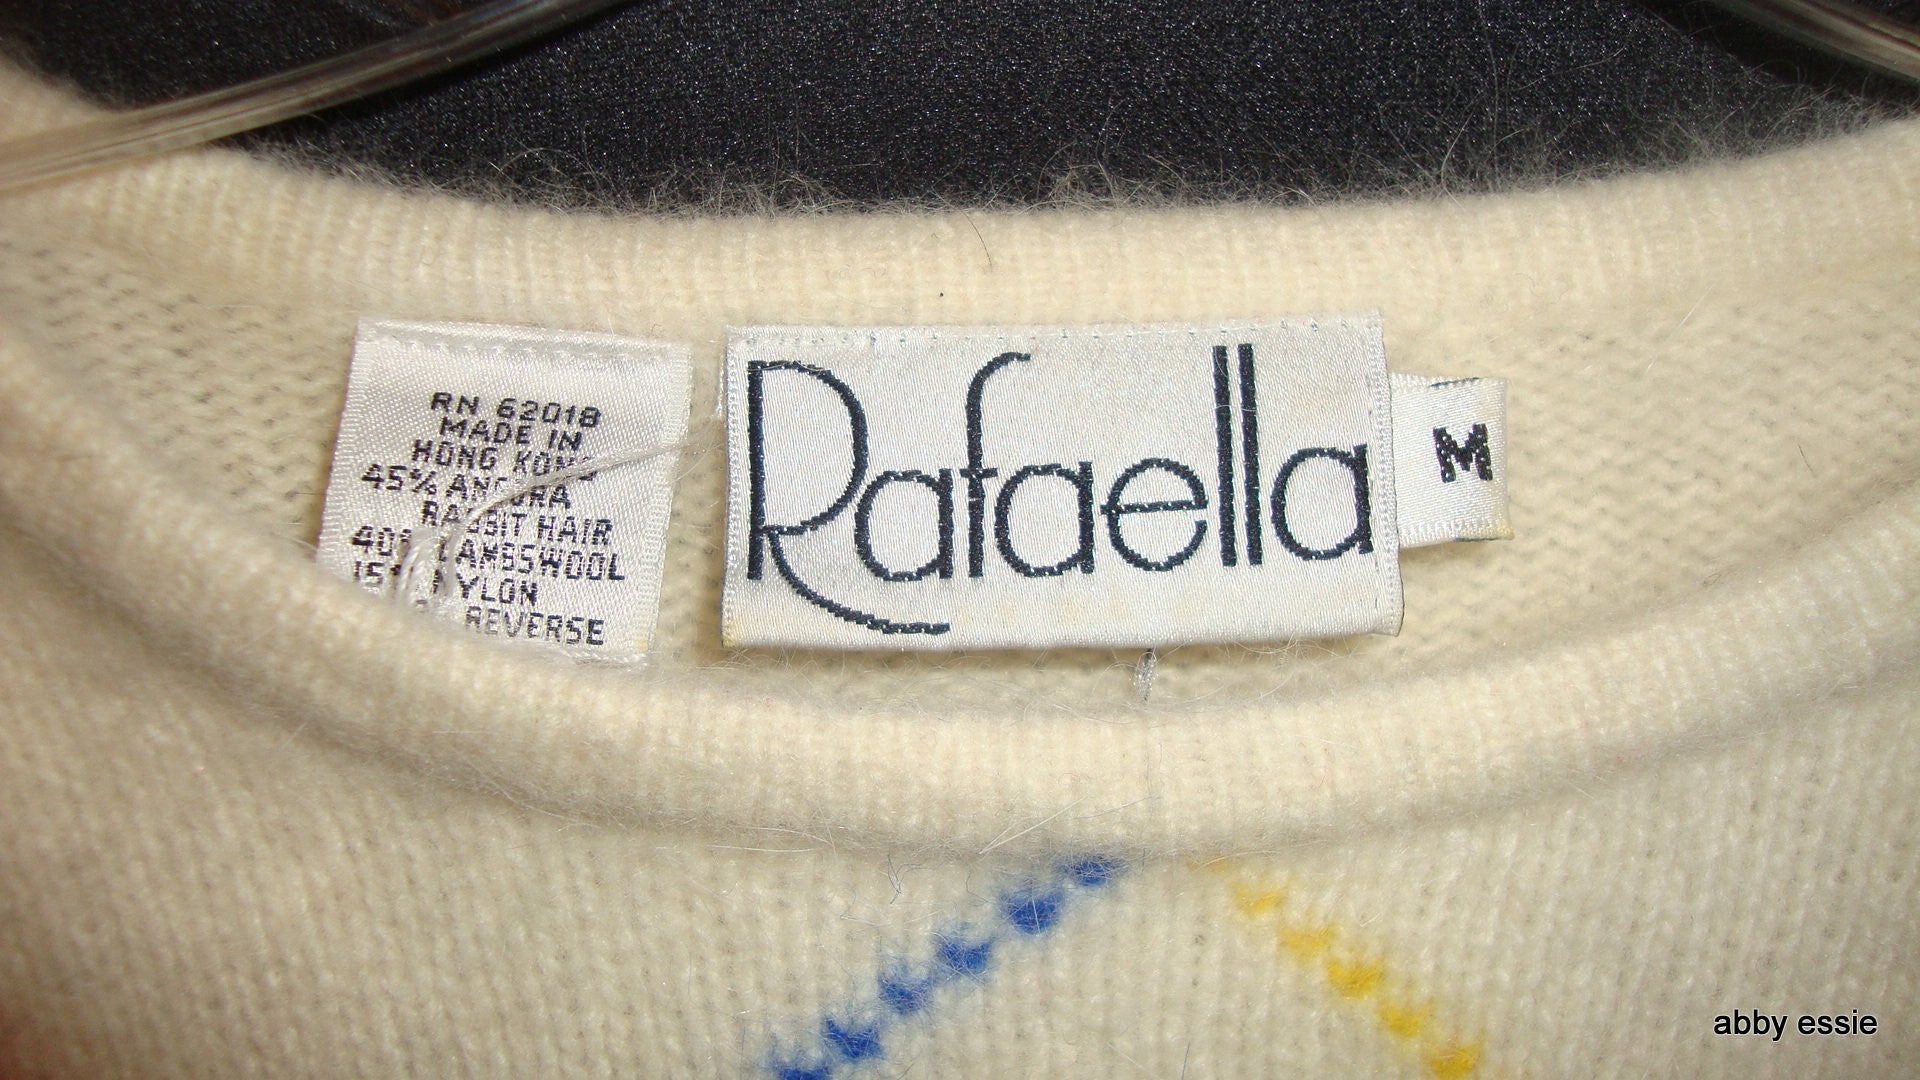 RN 62018
MADE IN
HONG KONG
45% ANGORA
RABBIT HAIR
40% LAMBSWOOL
15% NYLON
REVERSE
Rafaella
M
abby essie